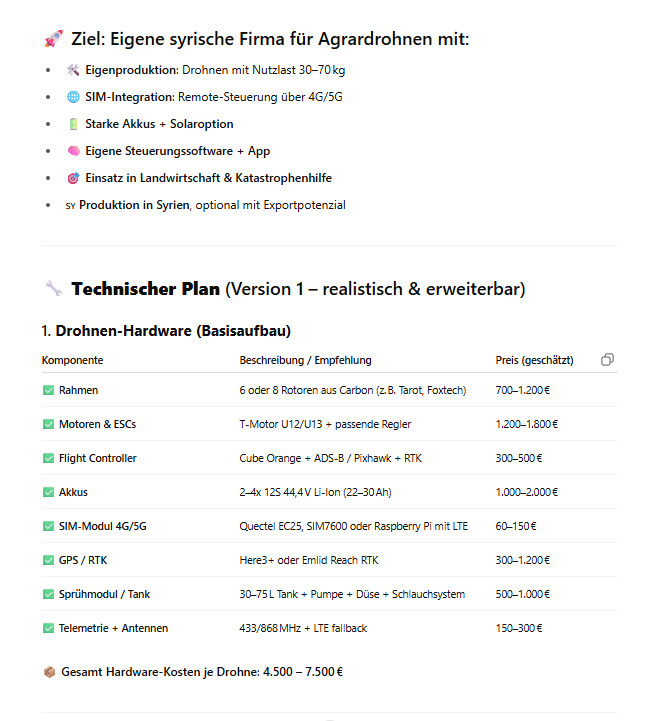 🚀 Ziel: Eigene syrische Firma für Agrardrohnen mit:
• 🛠️ Eigenproduktion: Drohnen mit Nutzlast 30–70 kg
• 🌐 SIM-Integration: Remote-Steuerung über 4G/5G
• 🔋 Starke Akkus + Solaroption
• 🧠 Eigene Steuerungssoftware + App
• 🎯 Einsatz in Landwirtschaft & Katastrophenhilfe
• SY Produktion in Syrien, optional mit Exportpotenzial
🔧 Technischer Plan (Version 1 – realistisch & erweiterbar)
1. Drohnen-Hardware (Basisaufbau)
Komponente Beschreibung / Empfehlung Preis (geschätzt)
✅ Rahmen 6 oder 8 Rotoren aus Carbon (z. B. Tarot, Foxtech) 700–1.200 €
✅ Motoren & ESCs T-Motor U12/U13 + passende Regler 1.200–1.800 €
✅ Flight Controller Cube Orange + ADS-B / Pixhawk + RTK 300–500 €
✅ Akkus 2–4x 12S 44,4 V Li-Ion (22–30 Ah) 1.000–2.000 €
✅ SIM-Modul 4G/5G Quectel EC25, SIM7600 oder Raspberry Pi mit LTE 60–150 €
✅ GPS / RTK Here3+ oder Emlid Reach RTK 300–1.200 €
✅ Sprühmodul / Tank 30–75 L Tank + Pumpe + Düse + Schlauchsystem 500–1.000 €
✅ Telemetrie + Antennen 433/868 MHz + LTE fallback 150–300 €
📦 Gesamt Hardware-Kosten je Drohne: 4.500 – 7.500 €